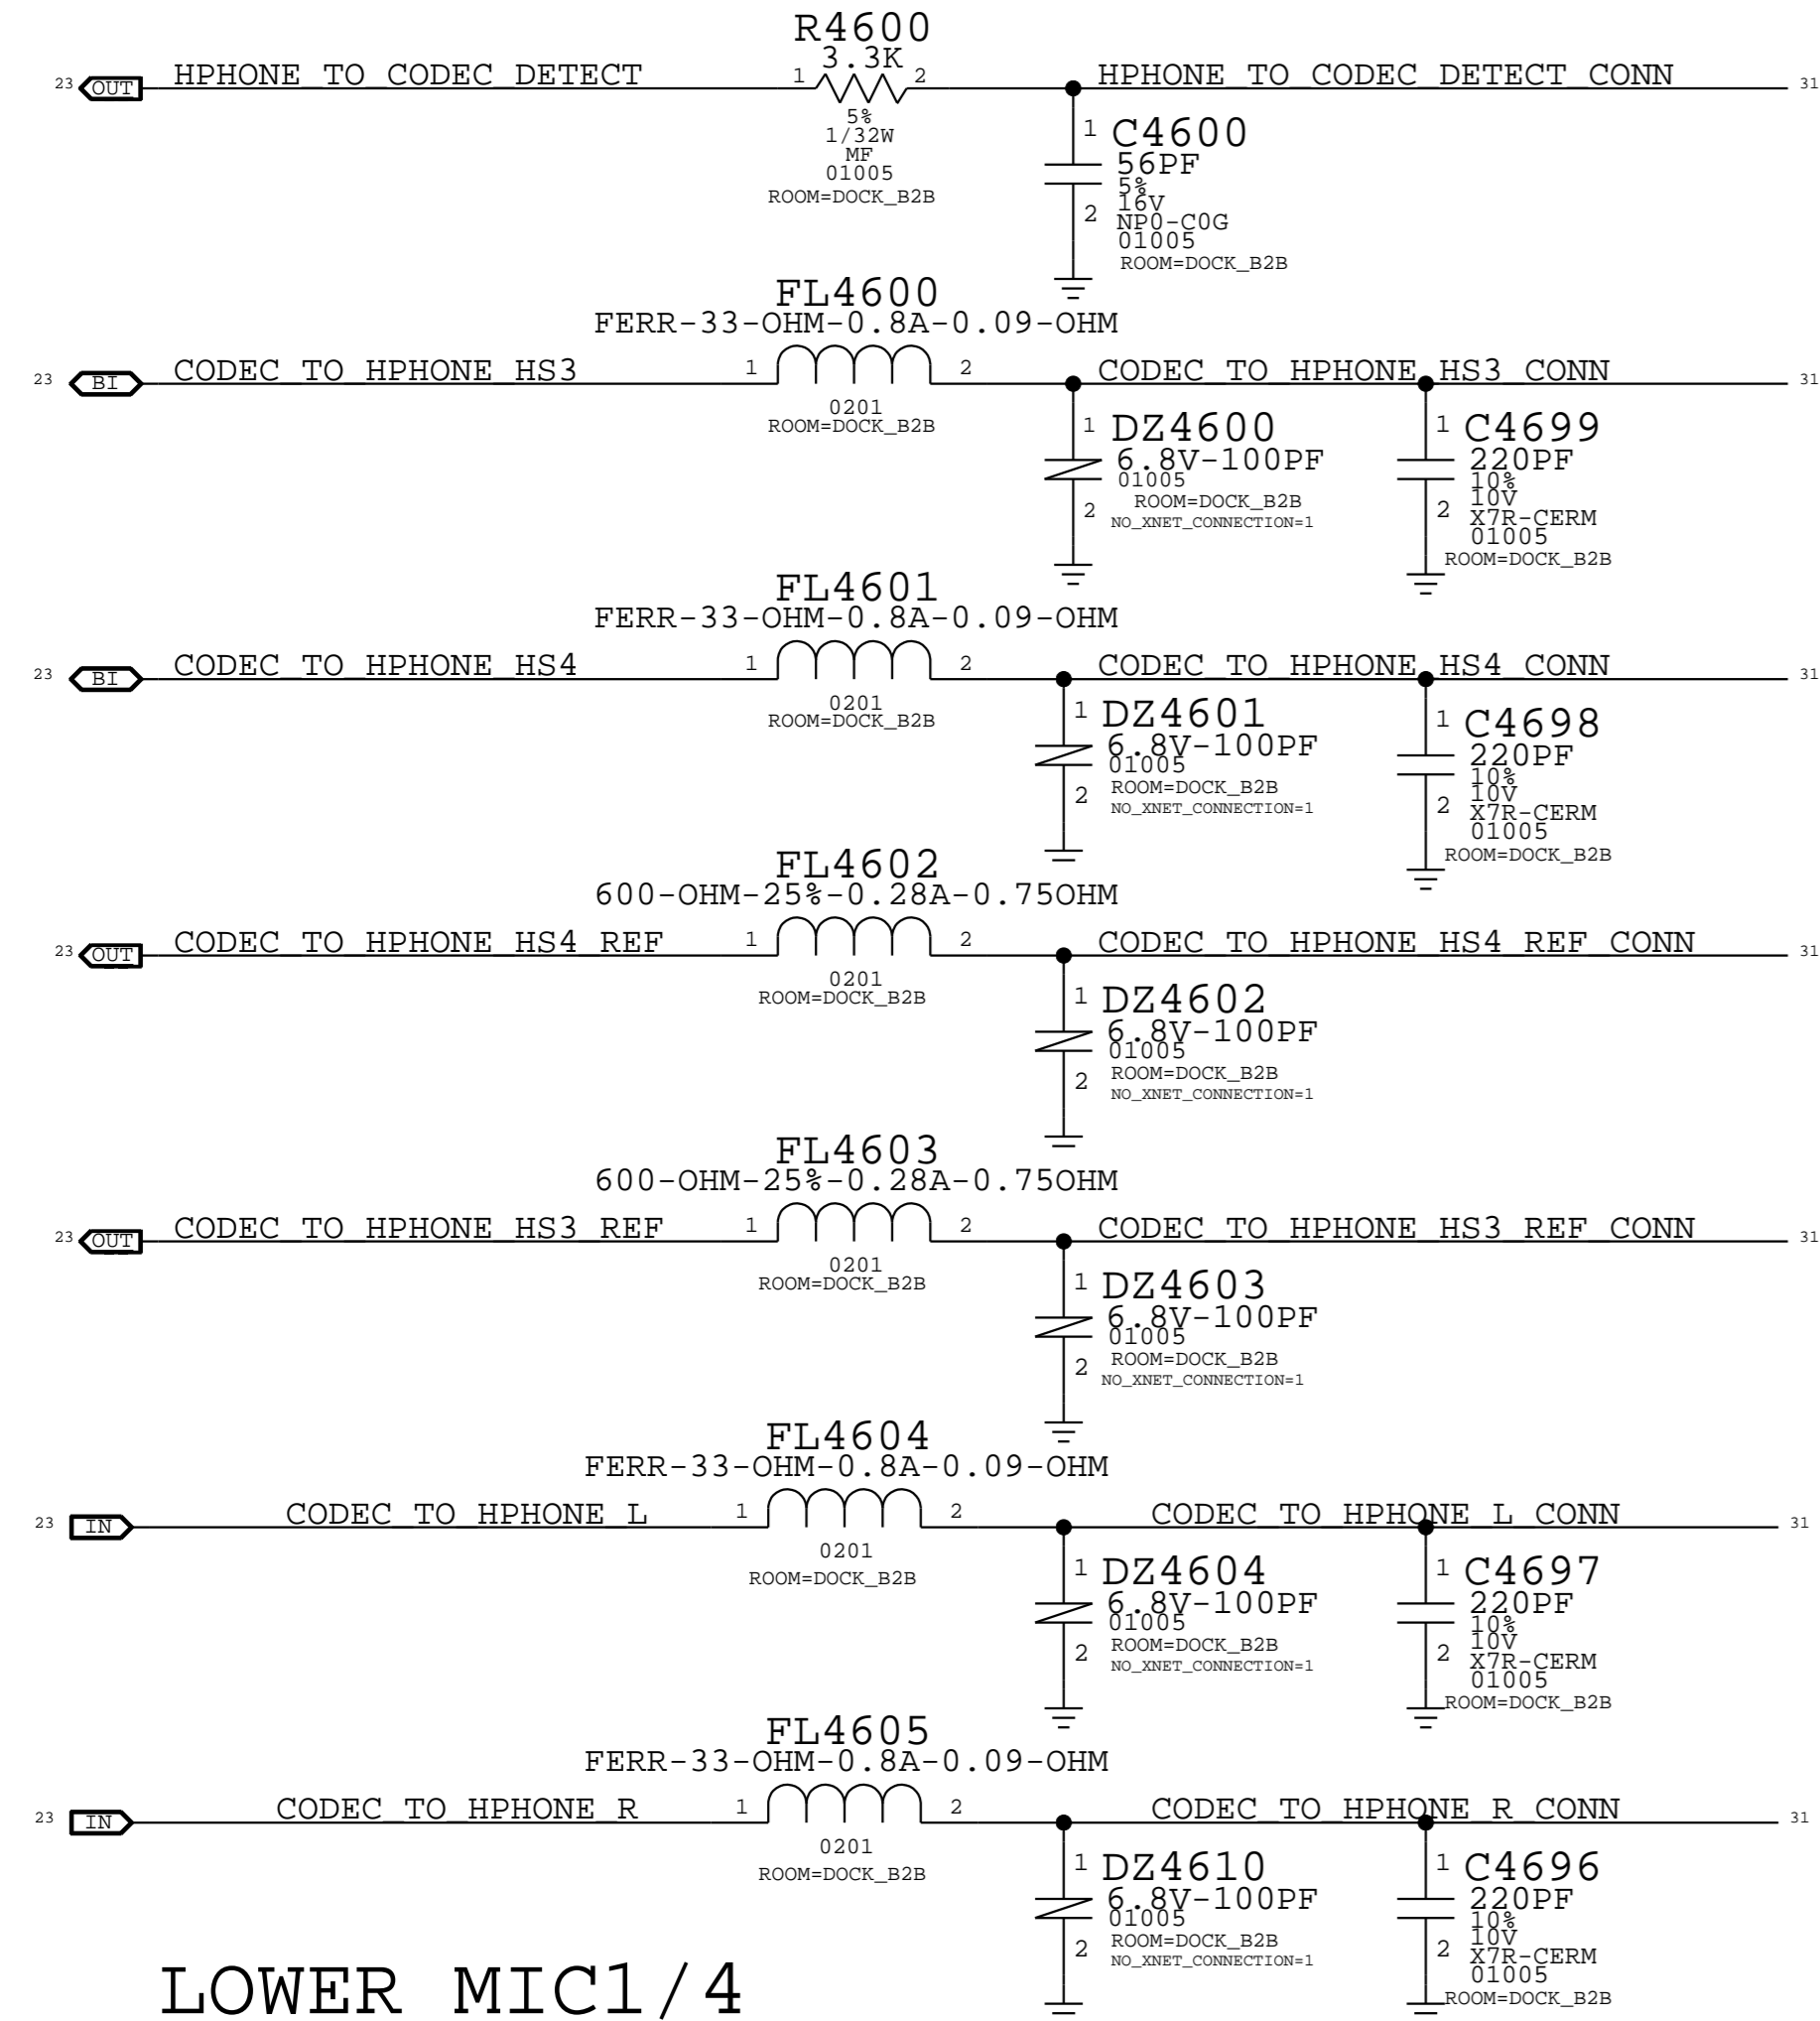 R4600
3.3K
23 OUT HPHONE_TO_CODEC_DETECT 1 2 HPHONE_TO_CODEC_DETECT_CONN 31
5%
1/32W
MF
01005
ROOM=DOCK_B2B
1 C4600
56PF
5%
16V
2 NP0-C0G
01005
ROOM=DOCK_B2B
FL4600
FERR-33-OHM-0.8A-0.09-OHM
23 BI CODEC_TO_HPHONE_HS3 1 2 CODEC_TO_HPHONE_HS3_CONN 31
0201
ROOM=DOCK_B2B
1 DZ4600
6.8V-100PF
01005
ROOM=DOCK_B2B
2 NO_XNET_CONNECTION=1
1 C4699
220PF
10%
10V
2 X7R-CERM
01005
ROOM=DOCK_B2B
FL4601
FERR-33-OHM-0.8A-0.09-OHM
23 BI CODEC_TO_HPHONE_HS4 1 2 CODEC_TO_HPHONE_HS4_CONN 31
0201
ROOM=DOCK_B2B
1 DZ4601
6.8V-100PF
01005
ROOM=DOCK_B2B
2 NO_XNET_CONNECTION=1
1 C4698
220PF
10%
10V
2 X7R-CERM
01005
ROOM=DOCK_B2B
FL4602
600-OHM-25%-0.28A-0.75OHM
23 OUT CODEC_TO_HPHONE_HS4_REF 1 2 CODEC_TO_HPHONE_HS4_REF_CONN 31
0201
ROOM=DOCK_B2B
1 DZ4602
6.8V-100PF
01005
ROOM=DOCK_B2B
2 NO_XNET_CONNECTION=1
FL4603
600-OHM-25%-0.28A-0.75OHM
23 OUT CODEC_TO_HPHONE_HS3_REF 1 2 CODEC_TO_HPHONE_HS3_REF_CONN 31
0201
ROOM=DOCK_B2B
1 DZ4603
6.8V-100PF
01005
ROOM=DOCK_B2B
2 NO_XNET_CONNECTION=1
FL4604
FERR-33-OHM-0.8A-0.09-OHM
23 IN CODEC_TO_HPHONE_L 1 2 CODEC_TO_HPHONE_L_CONN 31
0201
ROOM=DOCK_B2B
1 DZ4604
6.8V-100PF
01005
ROOM=DOCK_B2B
2 NO_XNET_CONNECTION=1
1 C4697
220PF
10%
10V
2 X7R-CERM
01005
ROOM=DOCK_B2B
FL4605
FERR-33-OHM-0.8A-0.09-OHM
23 IN CODEC_TO_HPHONE_R 1 2 CODEC_TO_HPHONE_R_CONN 31
0201
ROOM=DOCK_B2B
1 DZ4610
6.8V-100PF
01005
ROOM=DOCK_B2B
2 NO_XNET_CONNECTION=1
1 C4696
220PF
10%
10V
2 X7R-CERM
01005
ROOM=DOCK_B2B
LOWER MIC1/4